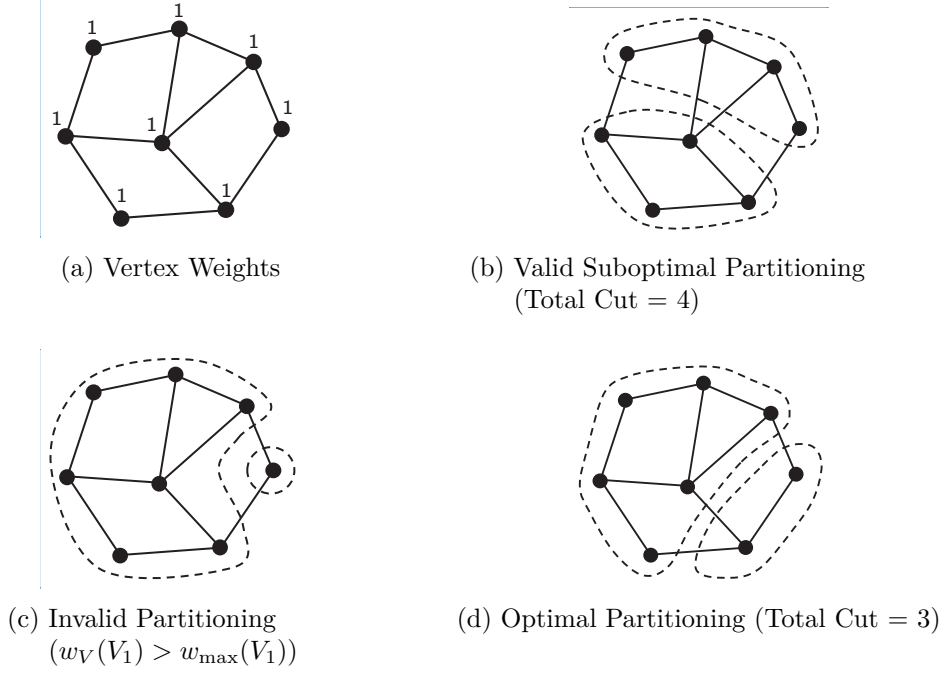 1
1
1
1
1
1
1
1
(a) Vertex Weights
(b) Valid Suboptimal Partitioning
(Total Cut = 4)
(c) Invalid Partitioning
(w_V(V_1) > w_max(V_1))
(d) Optimal Partitioning (Total Cut = 3)